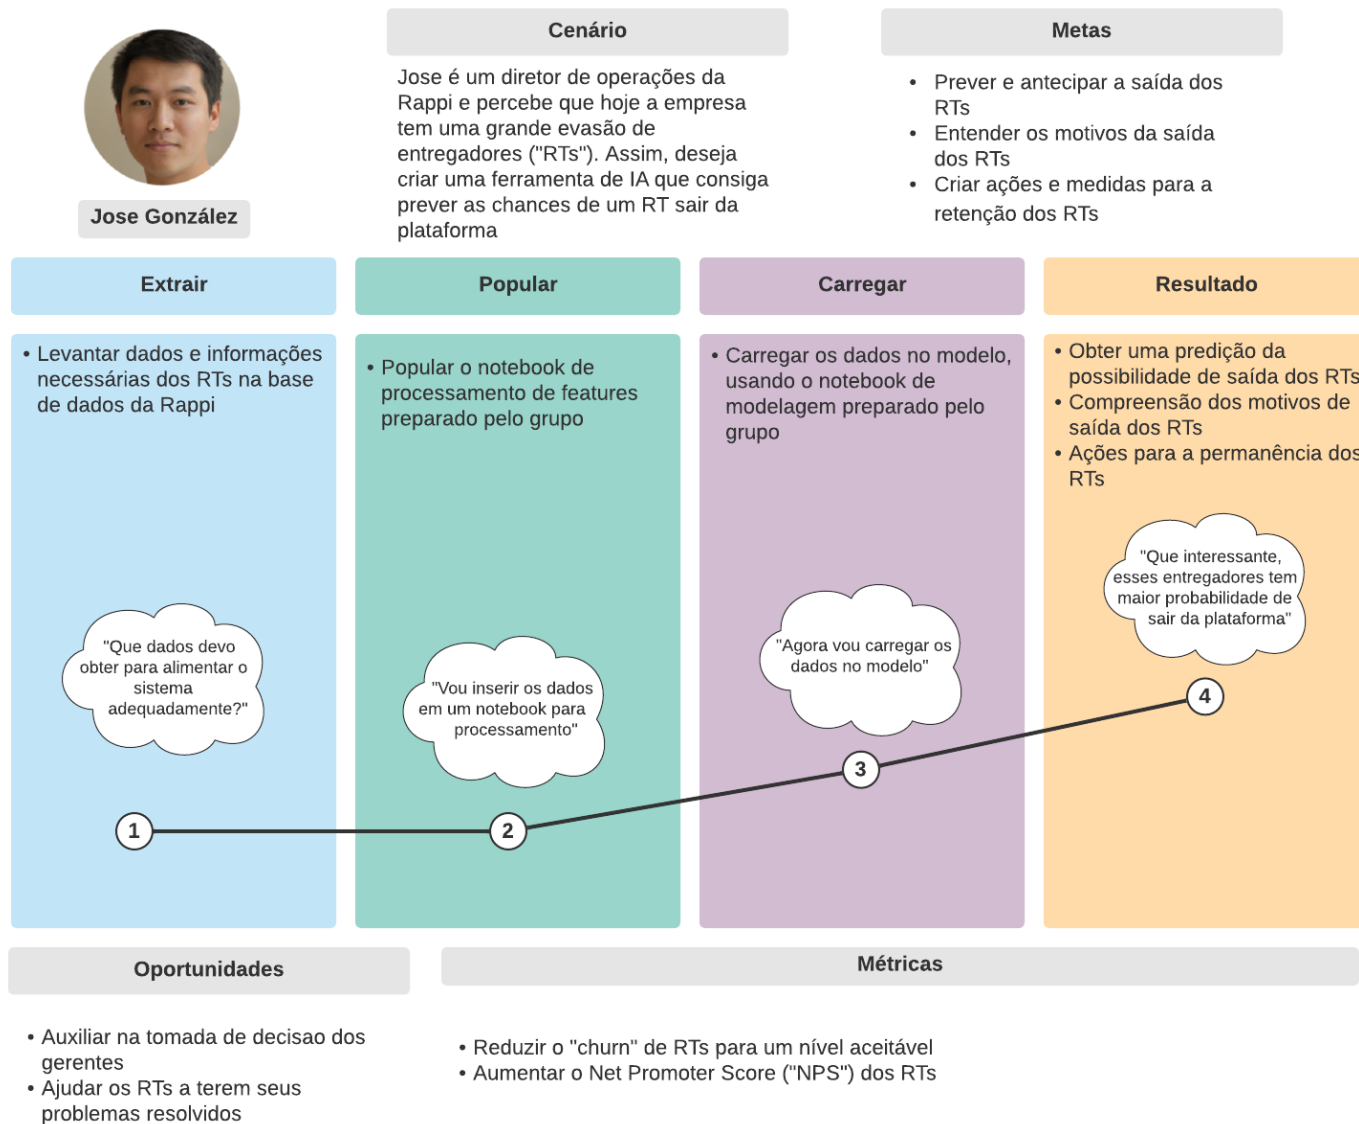 Jose González
Cenário
Jose é um diretor de operações da
Rappi e percebe que hoje a empresa
tem uma grande evasão de
entregadores ("RTs"). Assim, deseja
criar uma ferramenta de IA que consiga
prever as chances de um RT sair da
plataforma
Metas
• Prever e antecipar a saída dos
RTs
• Entender os motivos da saída
dos RTs
• Criar ações e medidas para a
retenção dos RTs
Extrair
• Levantar dados e informações
necessárias dos RTs na base
de dados da Rappi
"Que dados devo
obter para alimentar o
sistema
adequadamente?"
1
Popular
• Popular o notebook de
processamento de features
preparado pelo grupo
"Vou inserir os dados
em um notebook para
processamento"
2
Carregar
• Carregar os dados no modelo,
usando o notebook de
modelagem preparado pelo
grupo
"Agora vou carregar os
dados no modelo"
3
Resultado
• Obter uma predição da
possibilidade de saída dos RTs
• Compreensão dos motivos de
saída dos RTs
• Ações para a permanência dos
RTs
"Que interessante,
esses entregadores tem
maior probabilidade de
sair da plataforma"
4
Oportunidades
• Auxiliar na tomada de decisao dos
gerentes
• Ajudar os RTs a terem seus
problemas resolvidos
Métricas
• Reduzir o "churn" de RTs para um nível aceitável
• Aumentar o Net Promoter Score ("NPS") dos RTs